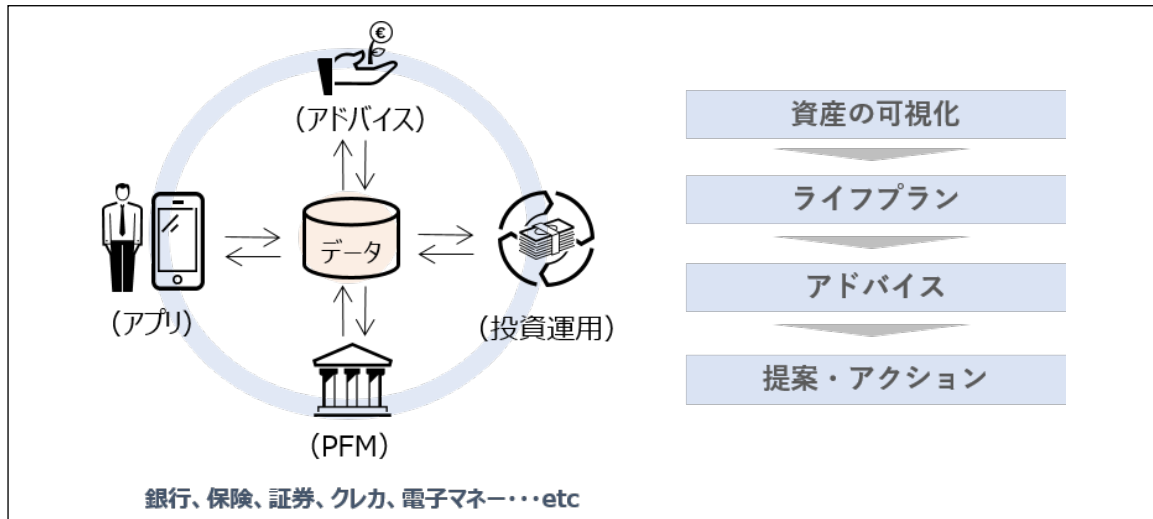 €
(アドバイス)
データ
(アプリ)
(投資運用)
(PFM)
銀行、保険、証券、クレカ、電子マネー・・・etc
資産の可視化
ライフプラン
アドバイス
提案・アクション